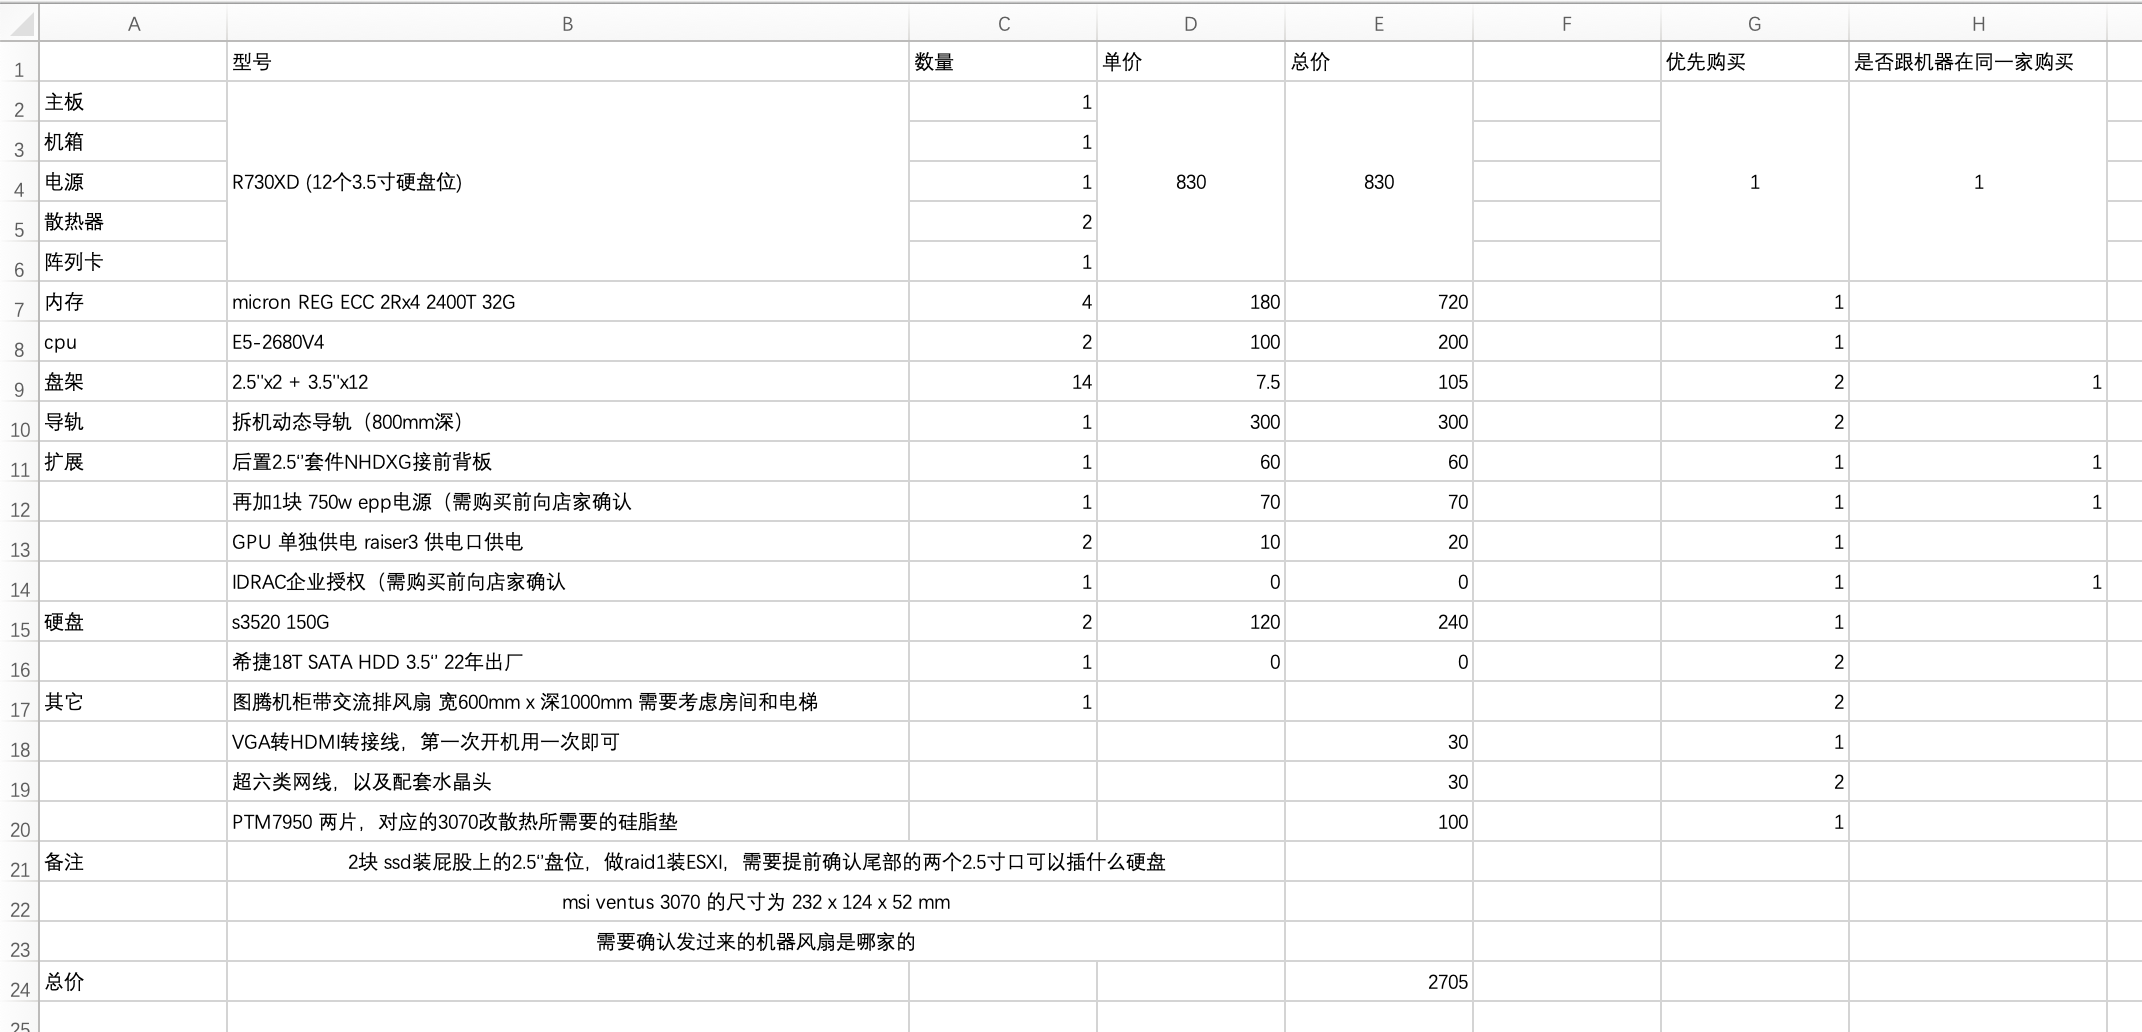 A B C D E F G H
1 型号 数量 单价 总价 优先购买 是否跟机器在同一家购买
2 主板 1
3 机箱 1
4 电源 R730XD (12个3.5寸硬盘位) 1 830 830 1 1
5 散热器 2
6 阵列卡 1
7 内存 micron REG ECC 2Rx4 2400T 32G 4 180 720 1
8 cpu E5-2680V4 2 100 200 1
9 盘架 2.5"x2 + 3.5"x12 14 7.5 105 2 1
10 导轨 拆机动态导轨（800mm深） 1 300 300 2
11 扩展 后置2.5‘’套件NHDXG接前背板 1 60 60 1 1
12 再加1块 750w epp电源（需购买前向店家确认 1 70 70 1 1
13 GPU 单独供电 raiser3 供电口供电 2 10 20 1
14 IDRAC企业授权（需购买前向店家确认 1 0 0 1 1
15 硬盘 s3520 150G 2 120 240 1
16 希捷18T SATA HDD 3.5‘’ 22年出厂 1 0 0 2
17 其它 图腾机柜带交流排风扇 宽600mm x 深1000mm 需要考虑房间和电梯 1 2
18 VGA转HDMI转接线，第一次开机用一次即可 30 1
19 超六类网线，以及配套水晶头 30 2
20 PTM7950 两片，对应的3070改散热所需要的硅脂垫 100 1
21 备注 2块 ssd装屁股上的2.5"盘位，做raid1装ESXI，需要提前确认尾部的两个2.5寸口可以插什么硬盘
22 msi ventus 3070 的尺寸为 232 x 124 x 52 mm
23 需要确认发过来的机器风扇是哪家的
24 总价 2705
25